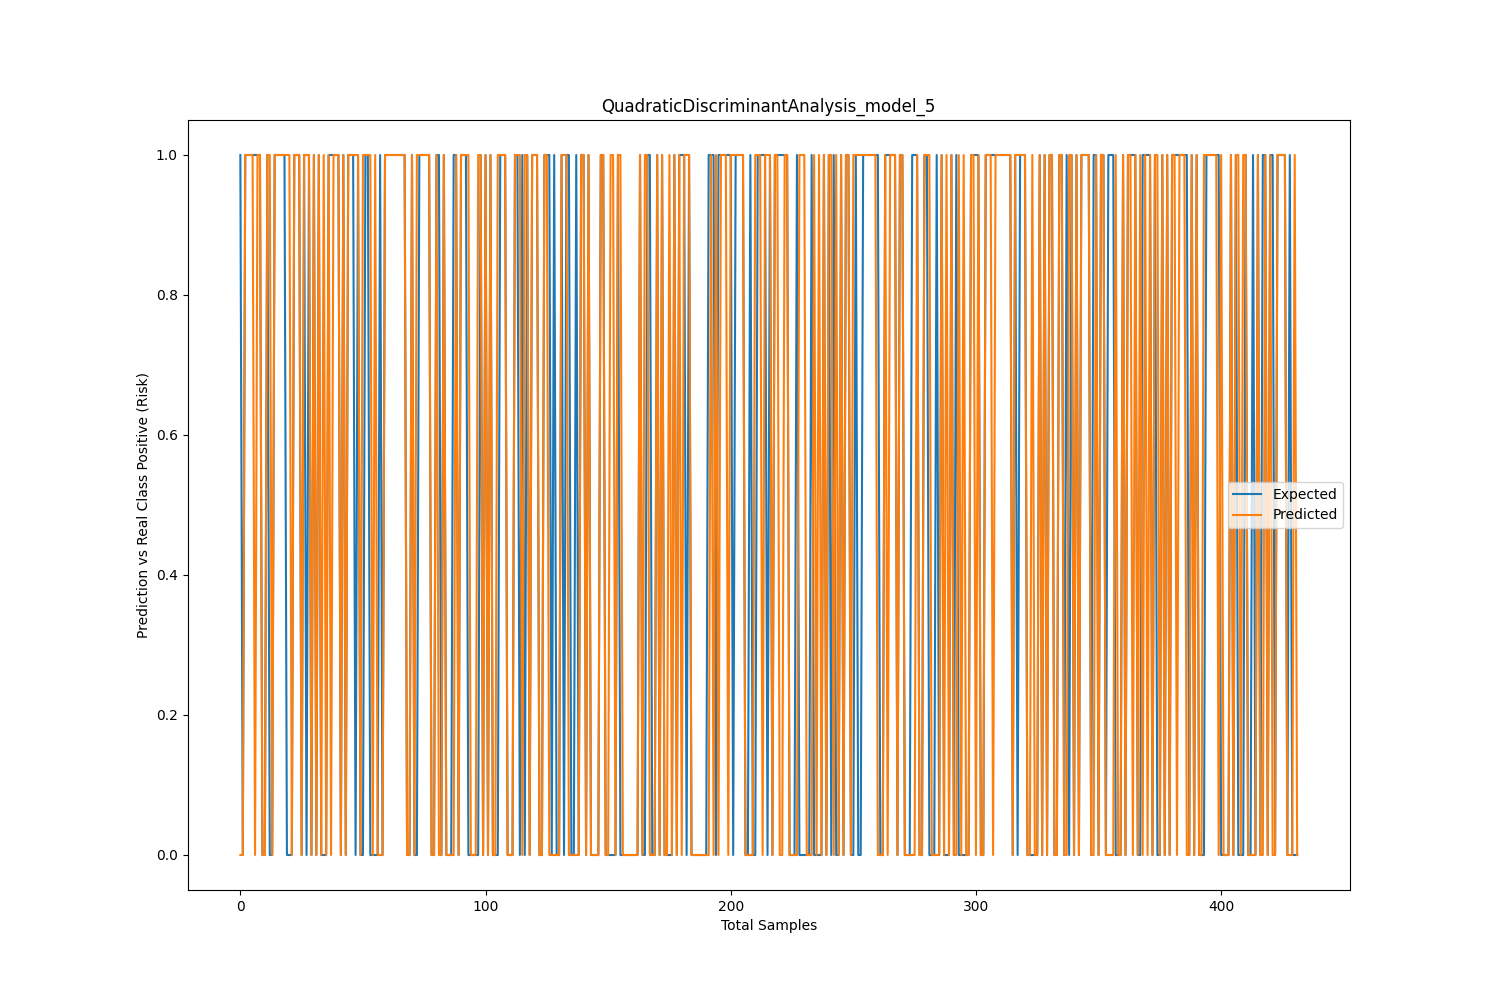 QuadraticDiscriminantAnalysis_model_5
1.0
0.8
0.6
0.4
0.2
0.0
Prediction vs Real Class Positive (Risk)
Expected
Predicted
0 100 200 300 400
Total Samples